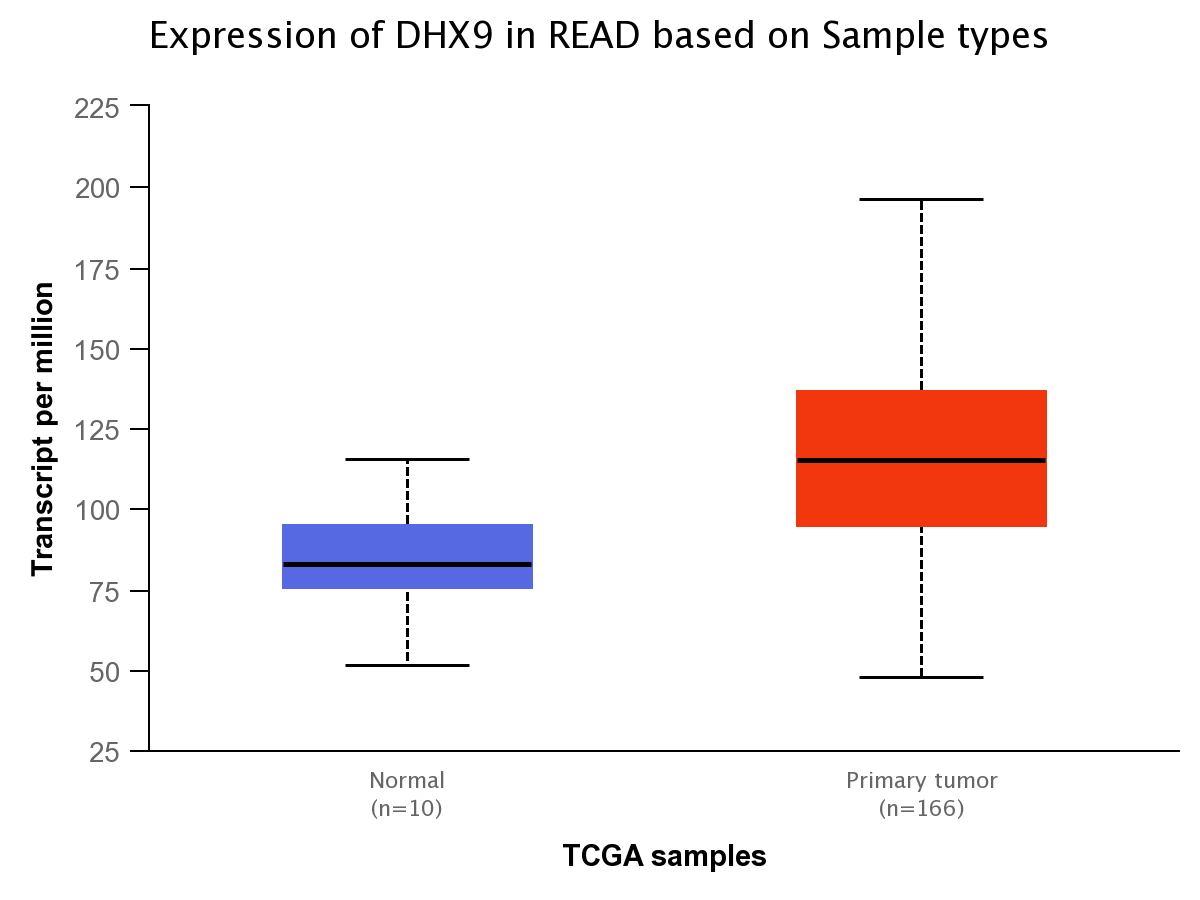 Expression of DHX9 in READ based on Sample types
225
200
175
150
125
100
75
50
25
Transcript per million
Normal
(n=10)
Primary tumor
(n=166)
TCGA samples